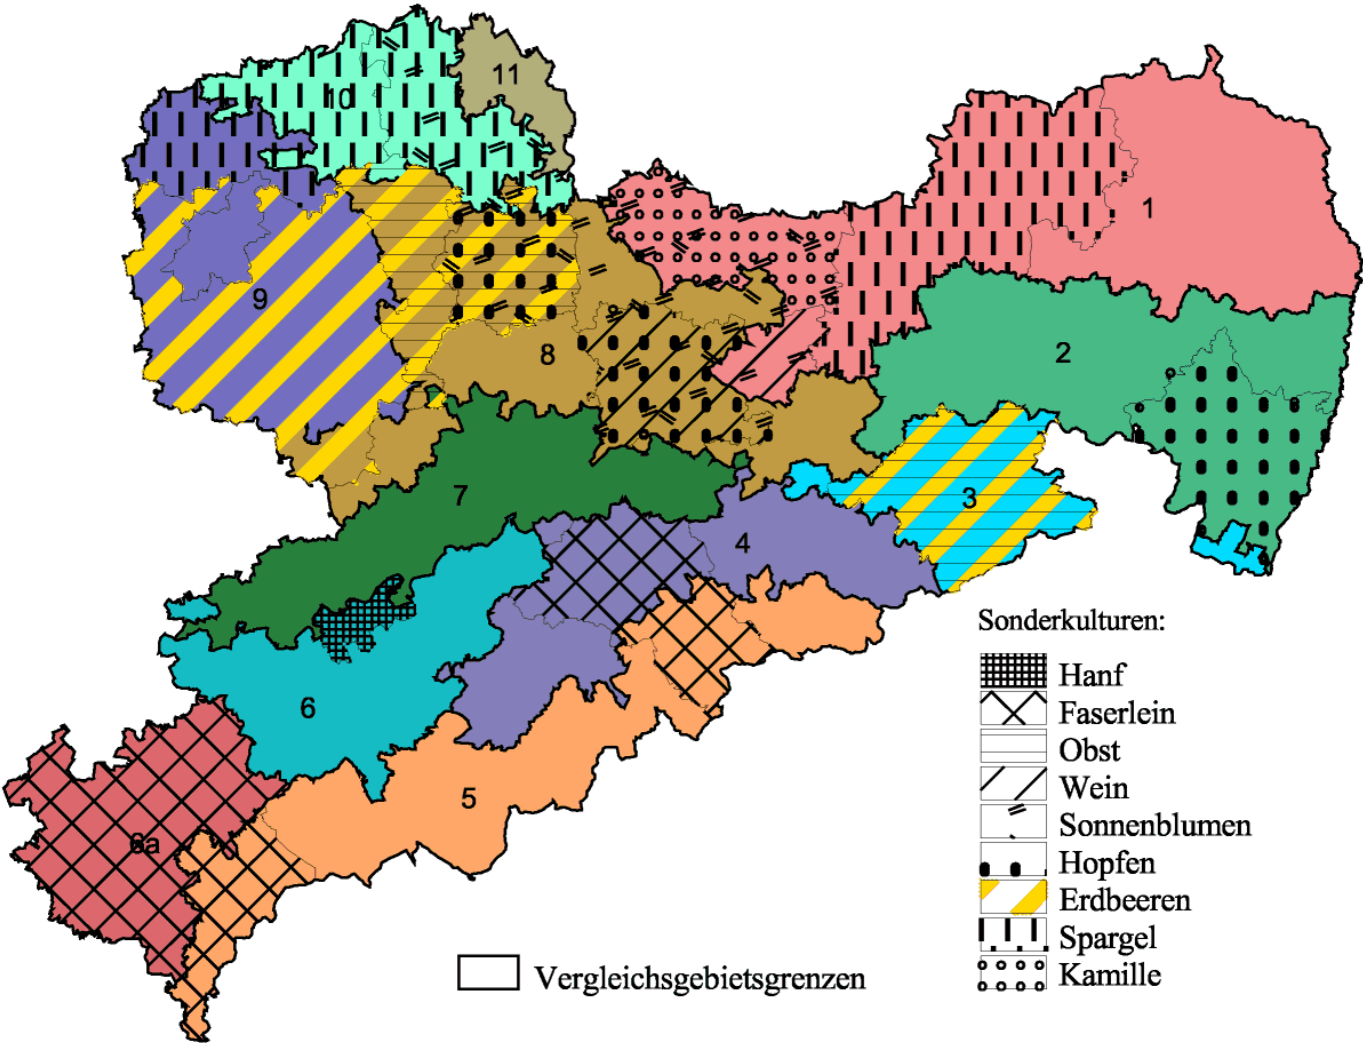 11
10
1
9
2
8
7
3
4
6
5
6a
Sonderkulturen:
Hanf
Faserlein
Obst
Wein
Sonnenblumen
Hopfen
Erdbeeren
Spargel
Kamille
Vergleichsgebietsgrenzen